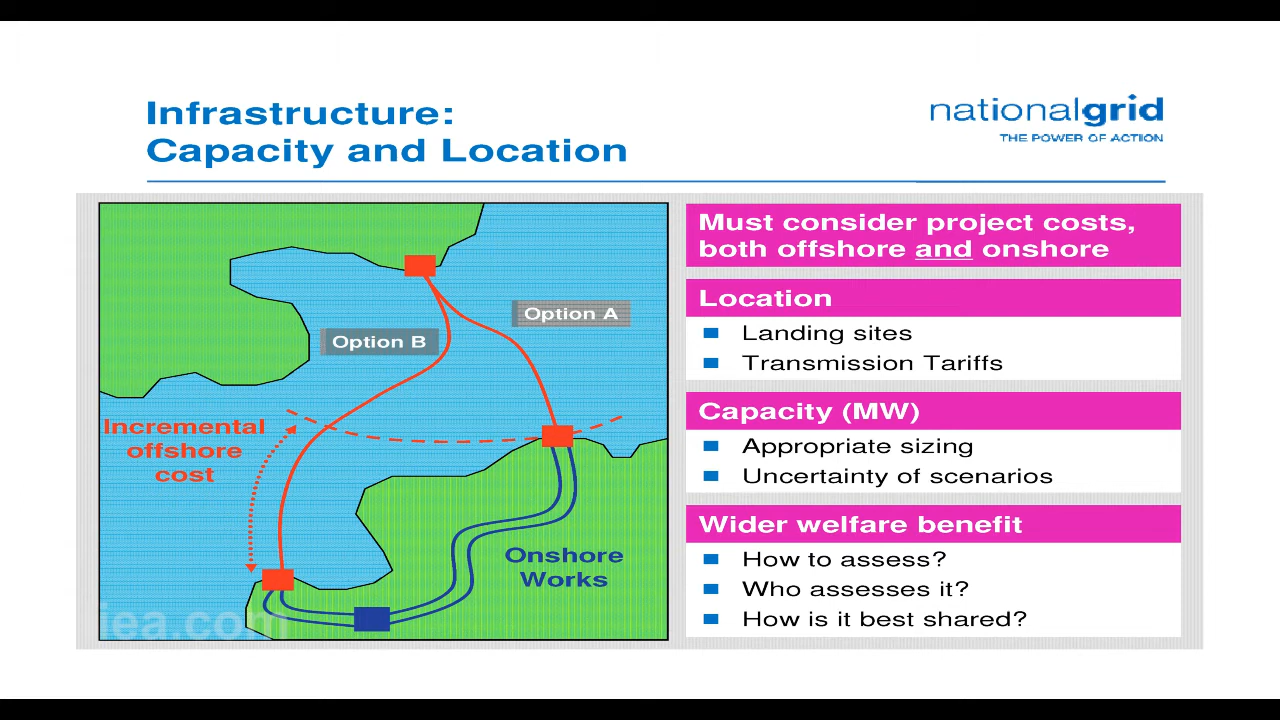 Infrastructure:
Capacity and Location
nationalgrid
THE POWER OF ACTION
Option A
Option B
Incremental
offshore
cost
Onshore
Works
iea.com
Must consider project costs,
both offshore and onshore
Location
Landing sites
Transmission Tariffs
Capacity (MW)
Appropriate sizing
Uncertainty of scenarios
Wider welfare benefit
How to assess?
Who assesses it?
How is it best shared?